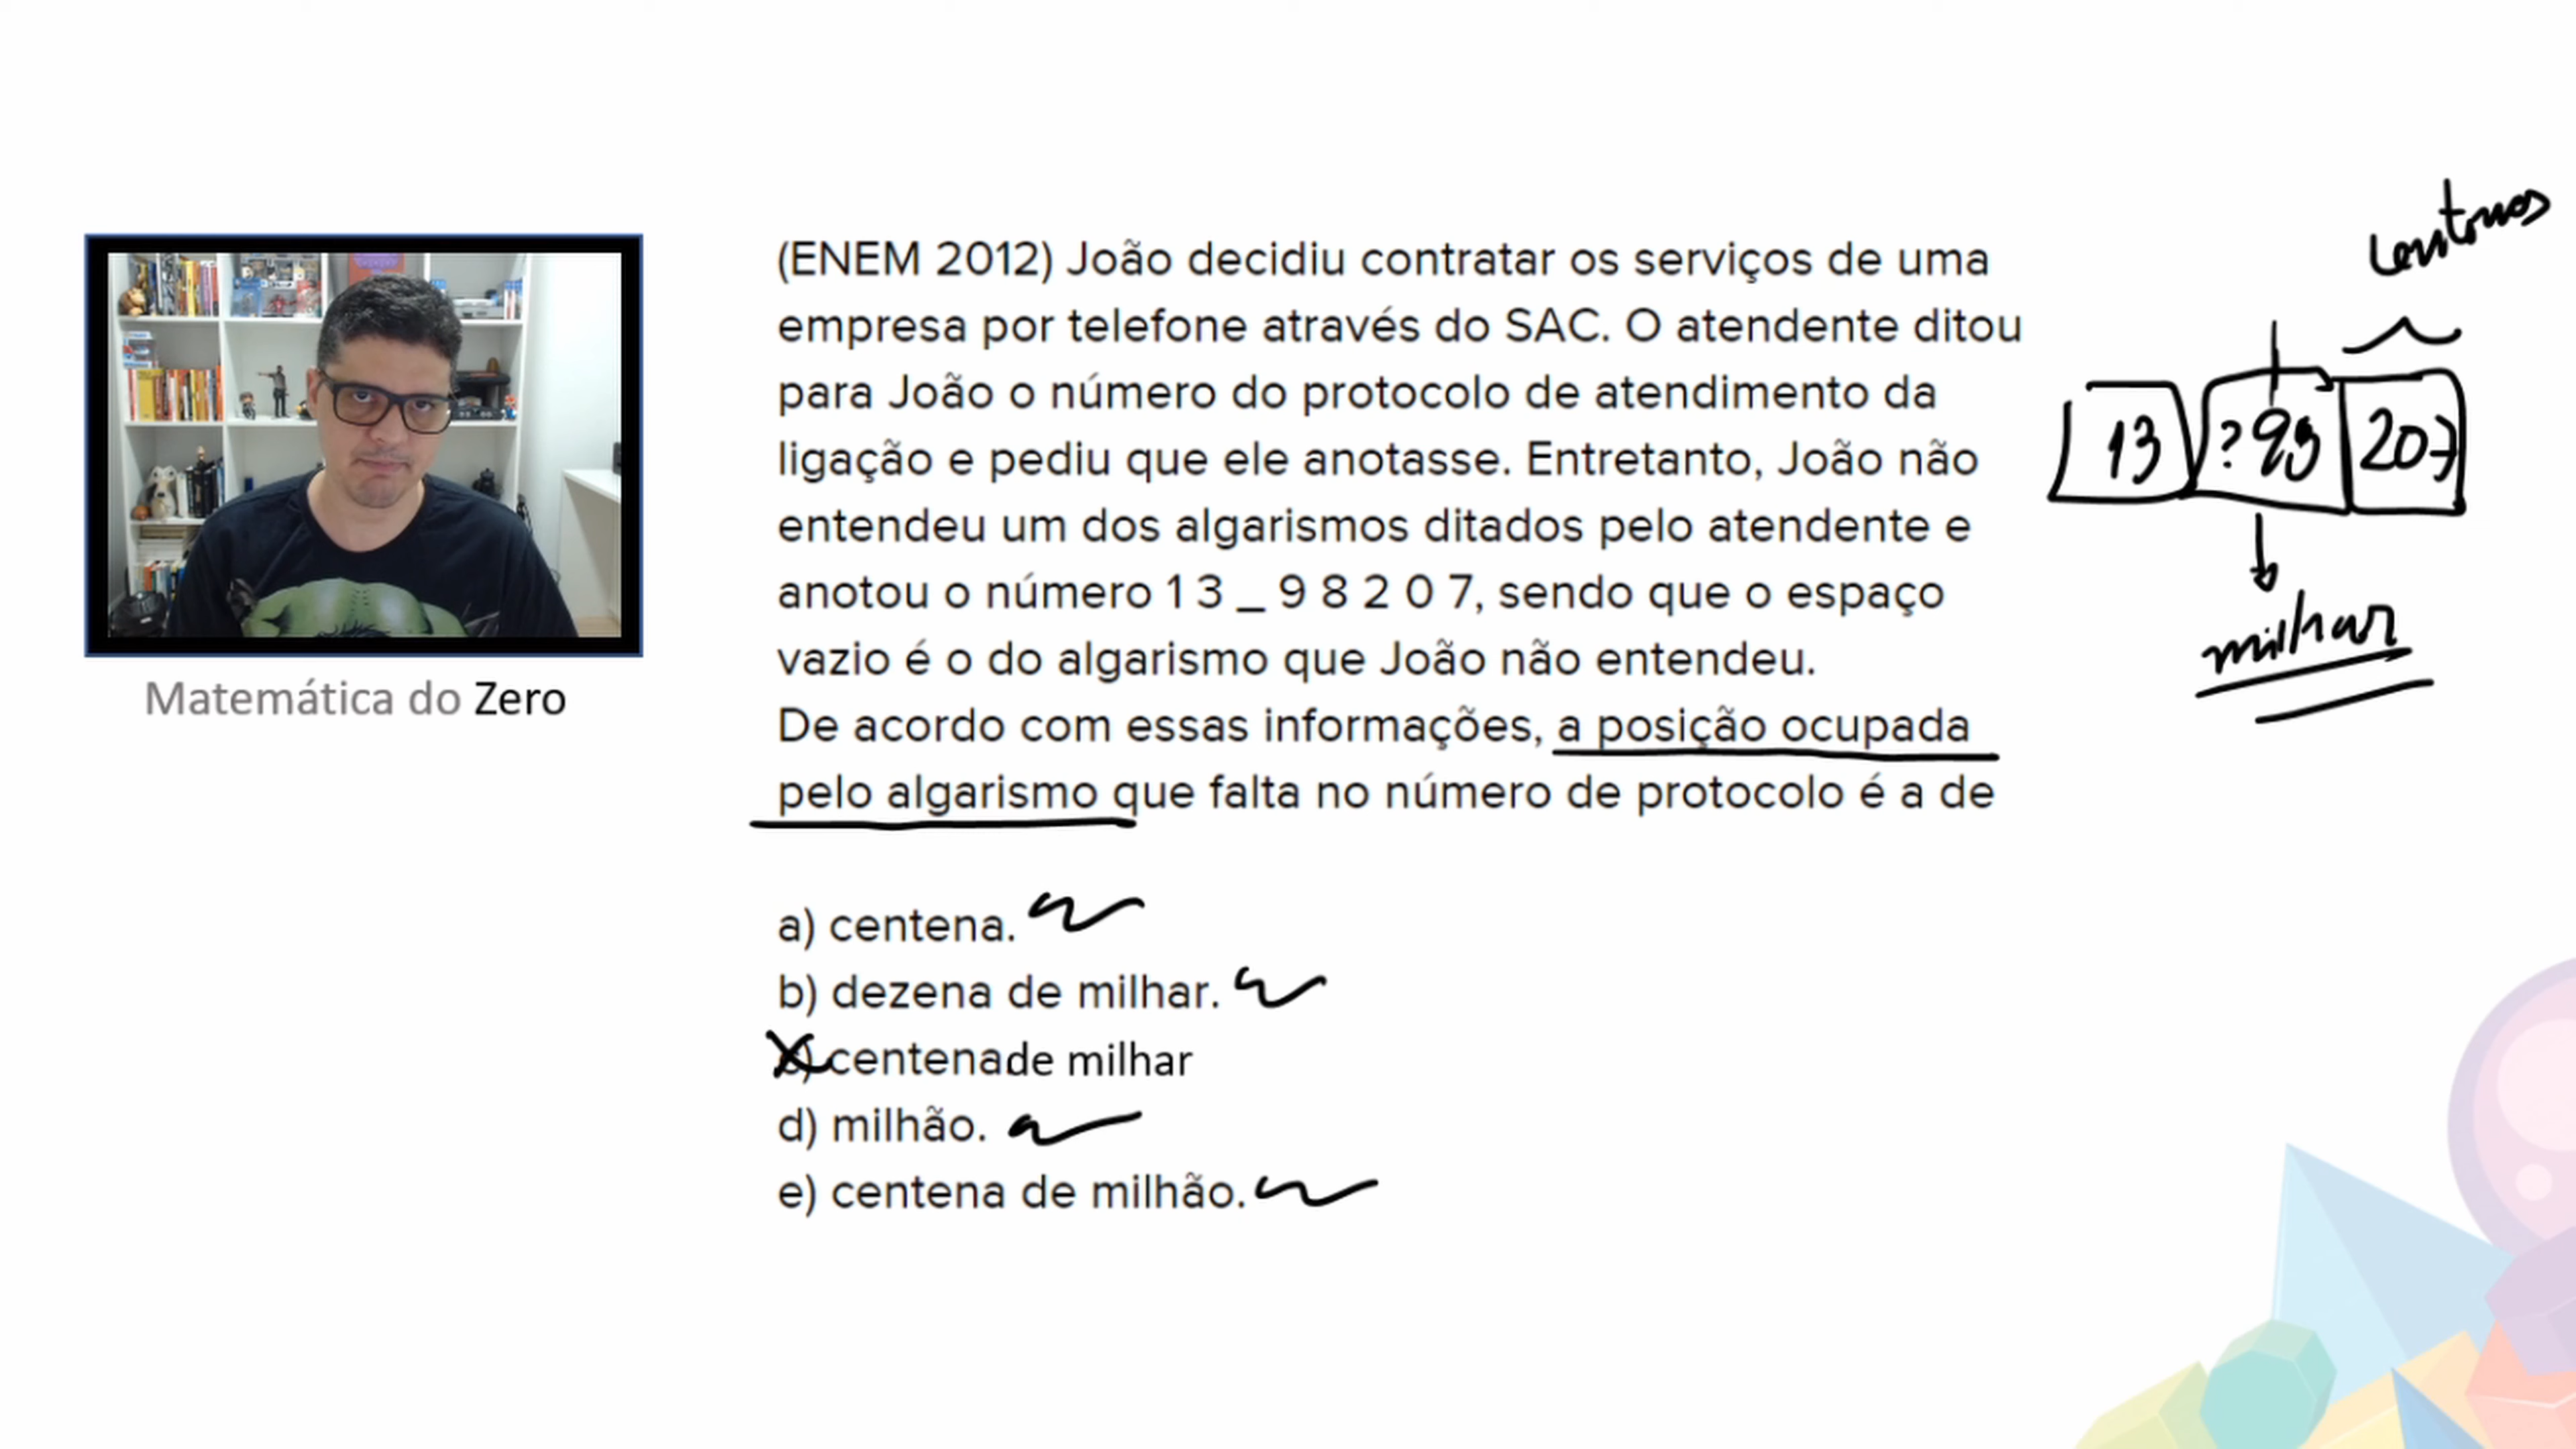 (ENEM 2012) João decidiu contratar os serviços de uma
empresa por telefone através do SAC. O atendente ditou
para João o número do protocolo de atendimento da
ligação e pediu que ele anotasse. Entretanto, João não
entendeu um dos algarismos ditados pelo atendente e
anotou o número 1 3 _ 9 8 2 0 7, sendo que o espaço
vazio é o do algarismo que João não entendeu.
De acordo com essas informações, a posição ocupada
pelo algarismo que falta no número de protocolo é a de
a) centena.
b) dezena de milhar.
c) centena de milhar
d) milhão.
e) centena de milhão.
13 ? 98 207
milhar
Matemática do Zero